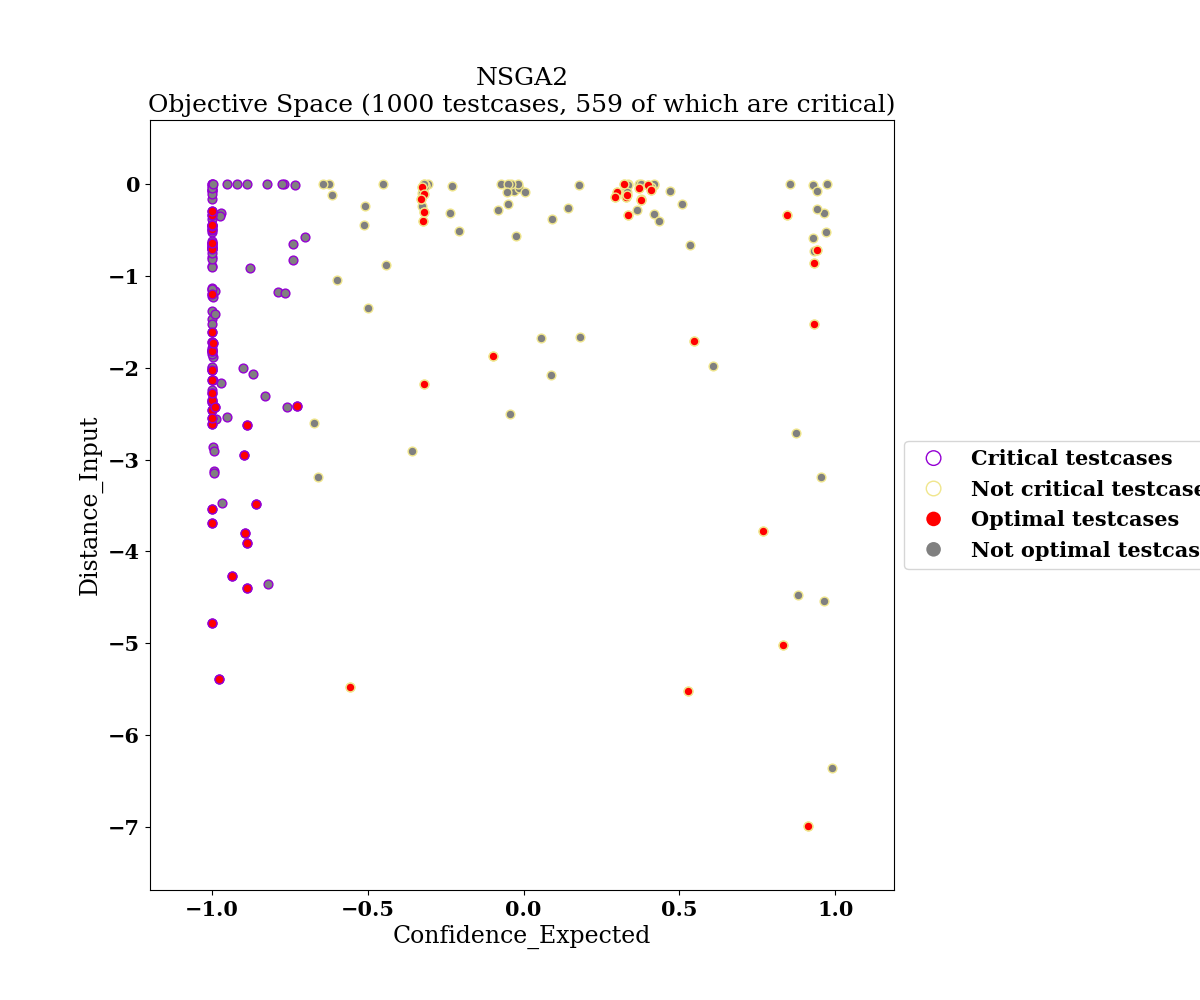 NSGA2
Objective Space (1000 testcases, 559 of which are critical)
0
−1
−2
−3
−4
−5
−6
−7
Distance_Input
−1.0
−0.5
0.0
0.5
1.0
Confidence_Expected
Critical testcases
Not critical testcase
Optimal testcases
Not optimal testcas